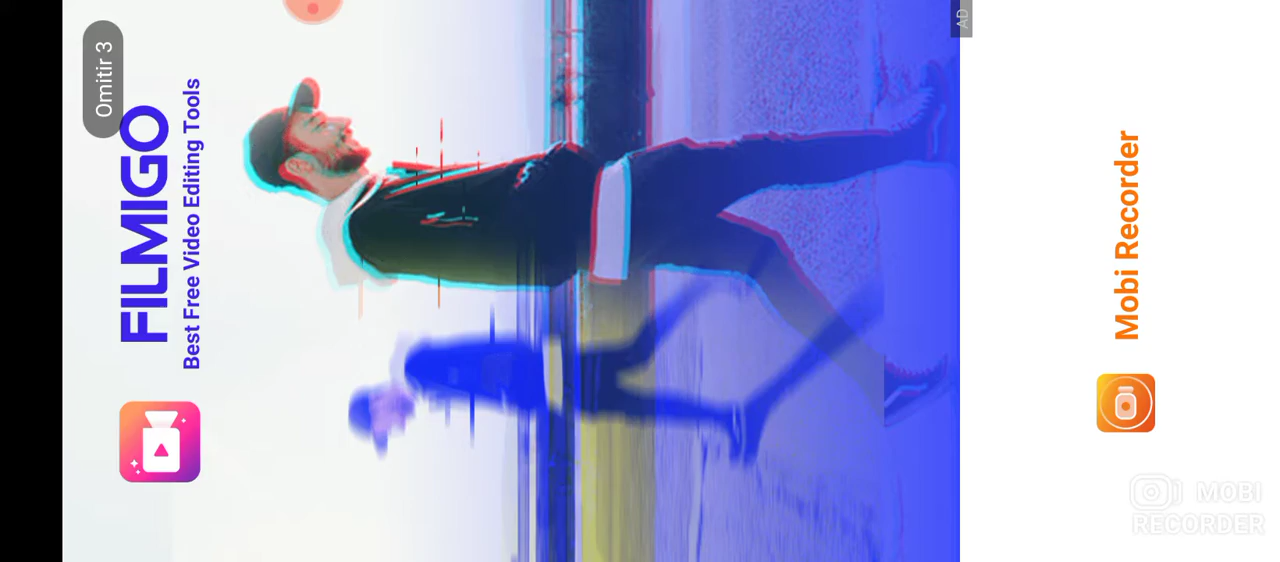 Omitir 3
FILMIGO
Best Free Video Editing Tools
AD
Mobi Recorder
MOBI
RECORDER